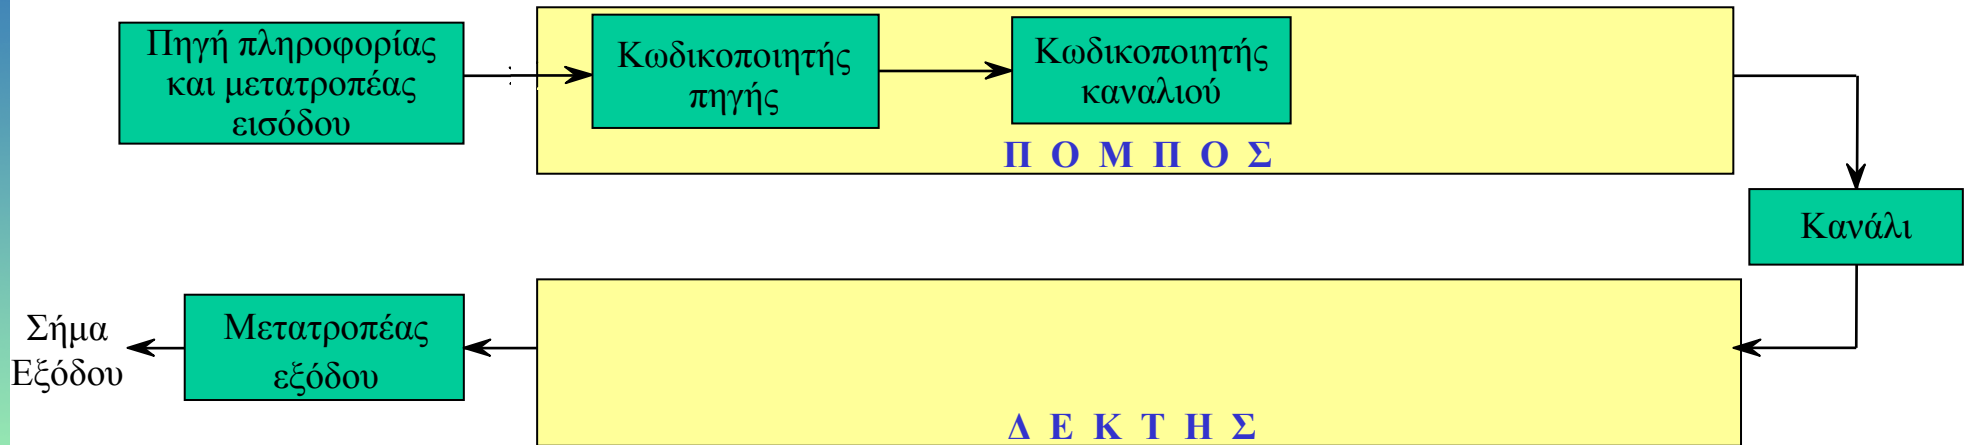 Πηγή πληροφορίας
και μετατροπέας
εισόδου
Κωδικοποιητής
πηγής
Κωδικοποιητής
καναλιού
Π Ο Μ Π Ο Σ
Κανάλι
Σήμα
Εξόδου
Μετατροπέας
εξόδου
Δ Ε Κ Τ Η Σ